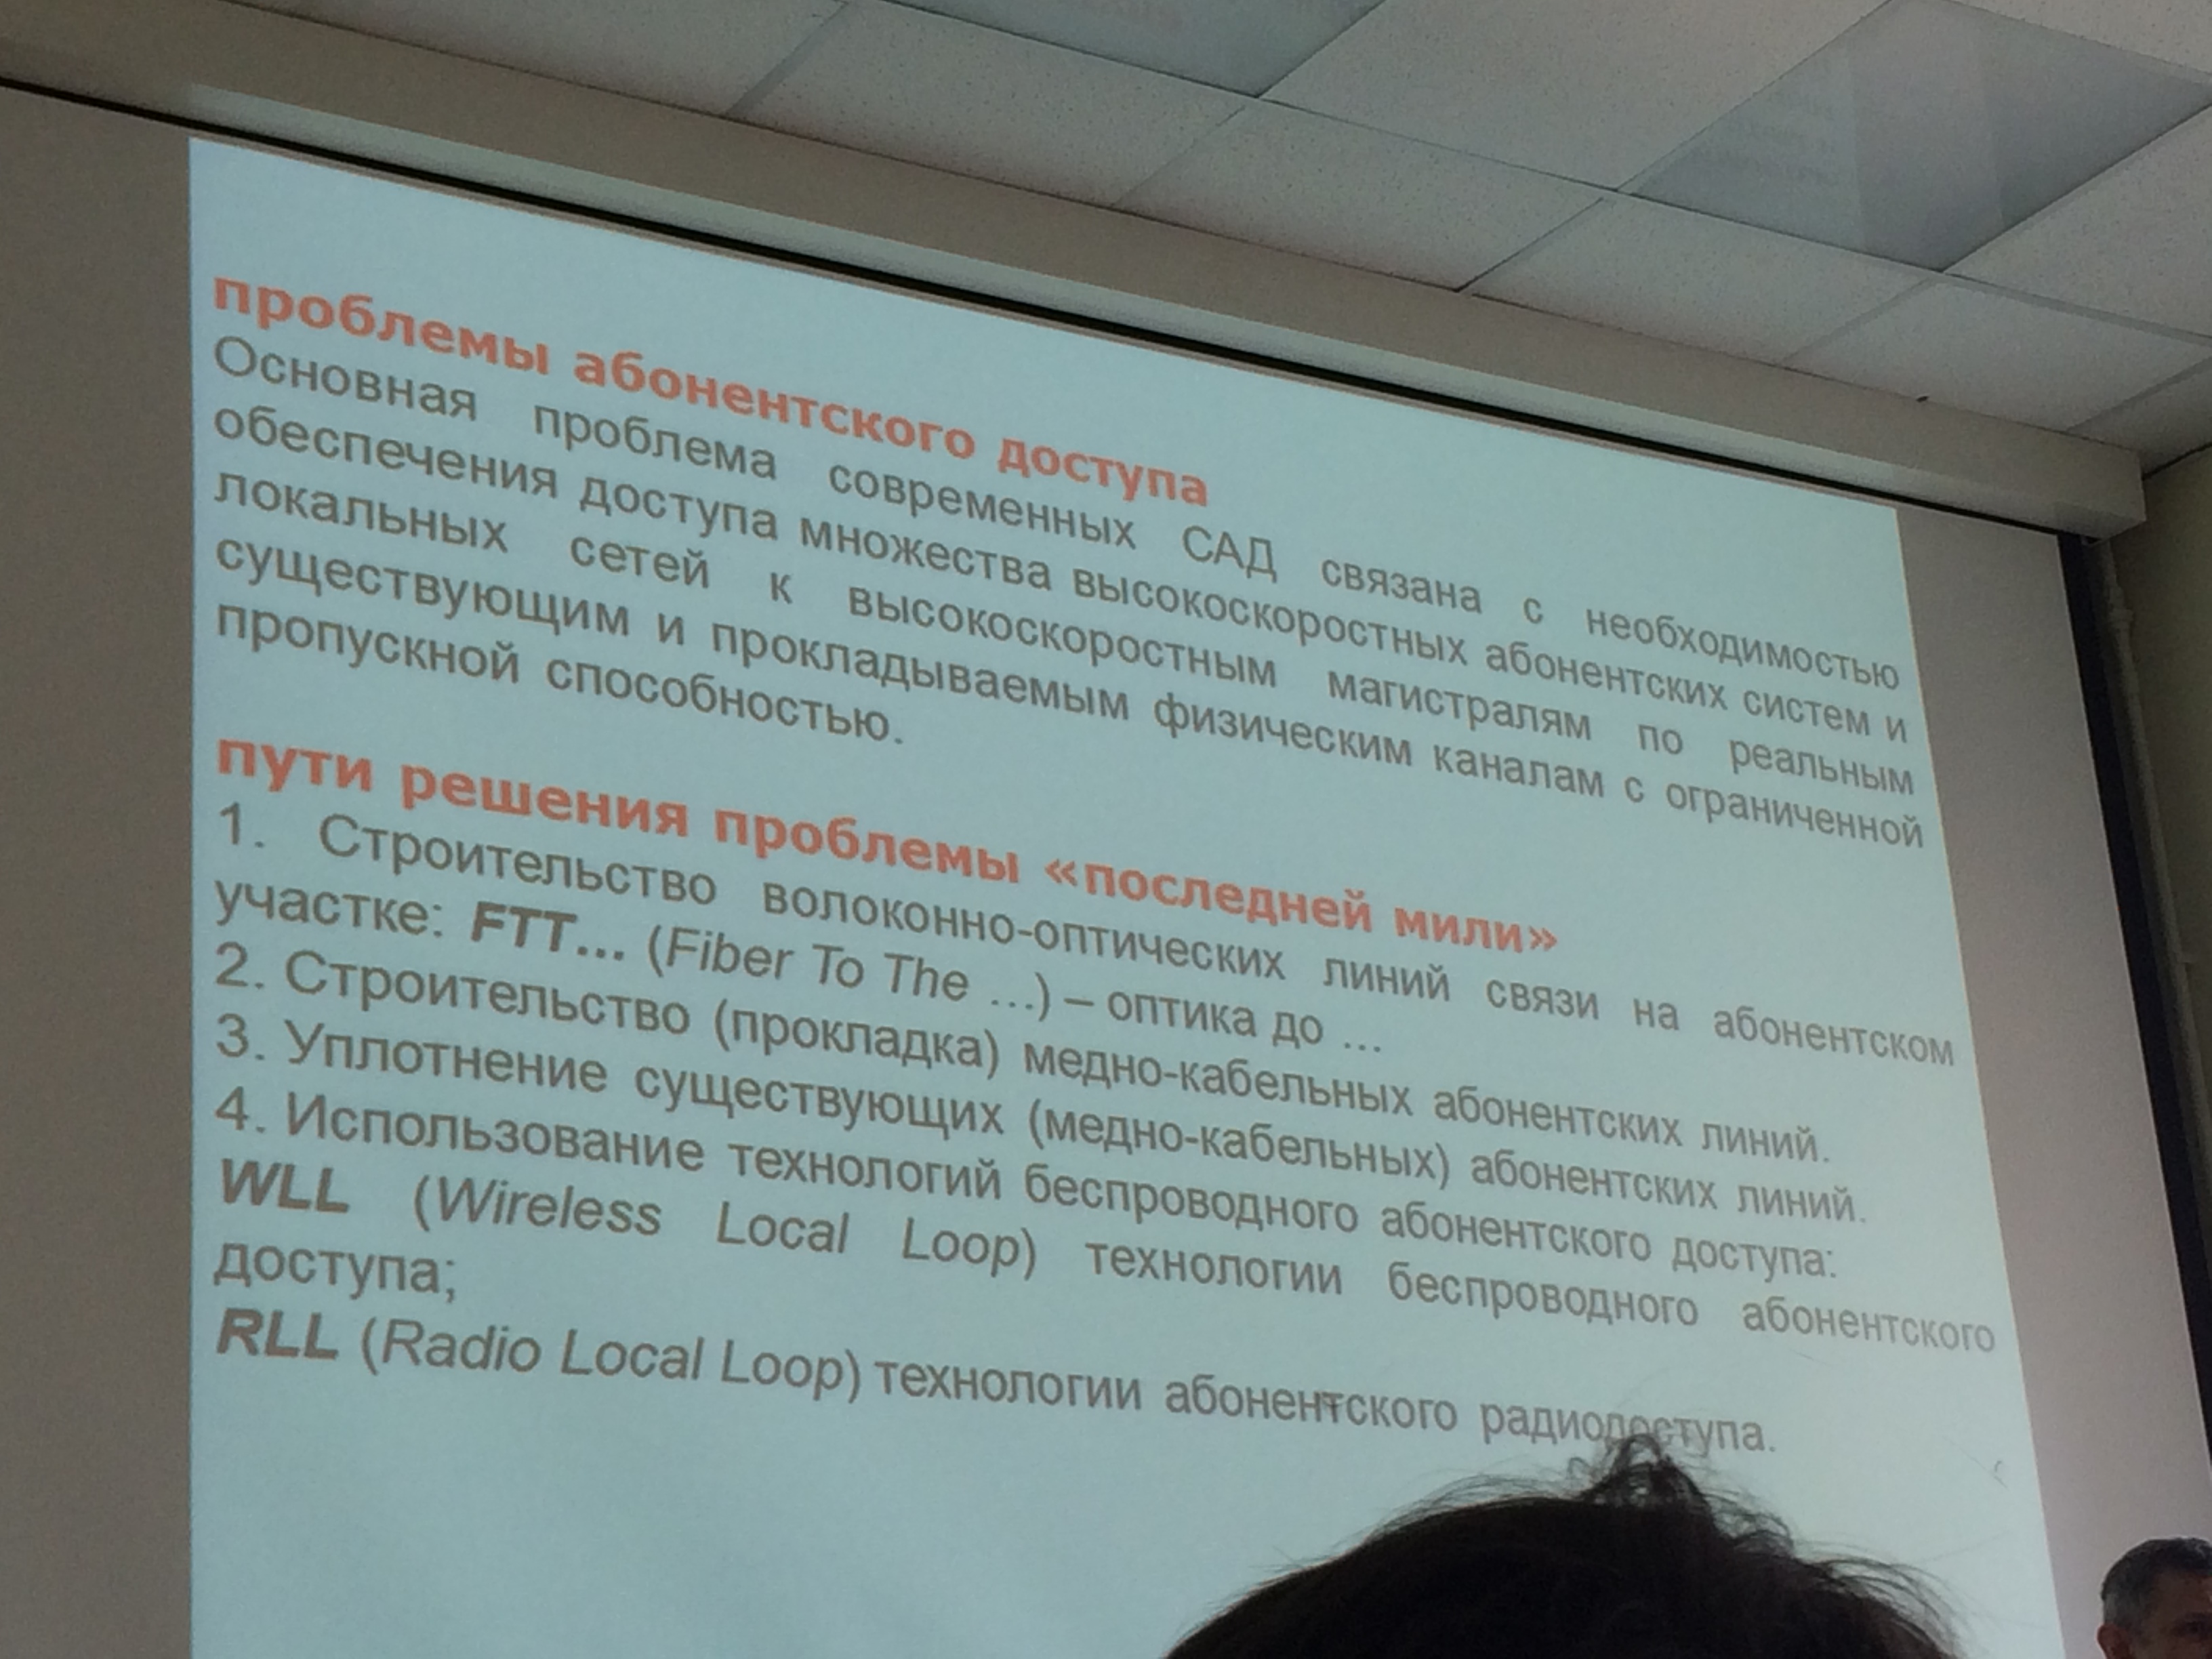 проблемы абонентского доступа
Основная проблема современных САД связана с необходимостью
обеспечения доступа множества высокоскоростных абонентских систем и
локальных сетей к высокоскоростным магистралям по реальным
существующим и прокладываемым физическим каналам с ограниченной
пропускной способностью.
пути решения проблемы «последней мили»
1. Строительство волоконно-оптических линий связи на абонентском
участке: FTT... (Fiber To The ...) – оптика до ...
2. Строительство (прокладка) медно-кабельных абонентских линий.
3. Уплотнение существующих (медно-кабельных) абонентских линий.
4. Использование технологий беспроводного абонентского доступа:
WLL (Wireless Local Loop) технологии беспроводного абонентского
доступа;
RLL (Radio Local Loop) технологии абонентского радиодоступа.